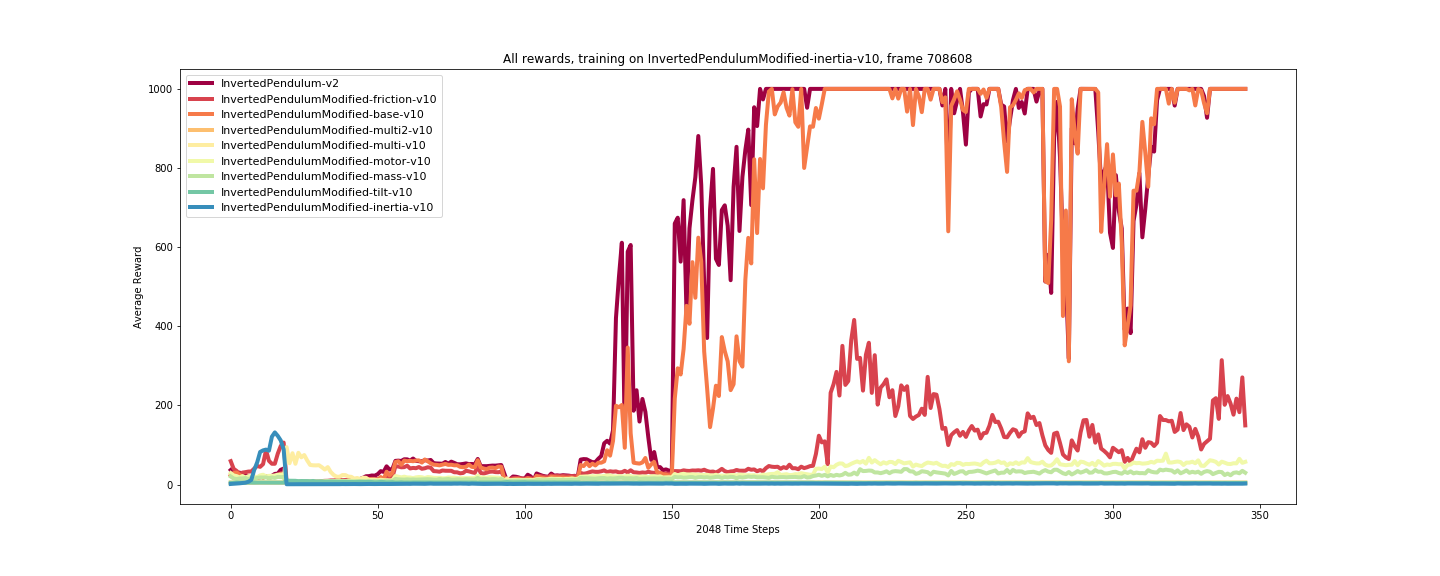 All rewards, training on InvertedPendulumModified-inertia-v10, frame 708608
InvertedPendulum-v2
InvertedPendulumModified-friction-v10
InvertedPendulumModified-base-v10
InvertedPendulumModified-multi2-v10
InvertedPendulumModified-multi-v10
InvertedPendulumModified-motor-v10
InvertedPendulumModified-mass-v10
InvertedPendulumModified-tilt-v10
InvertedPendulumModified-inertia-v10
1000
800
600
400
200
0
Average Reward
0 50 100 150 200 250 300 350
2048 Time Steps